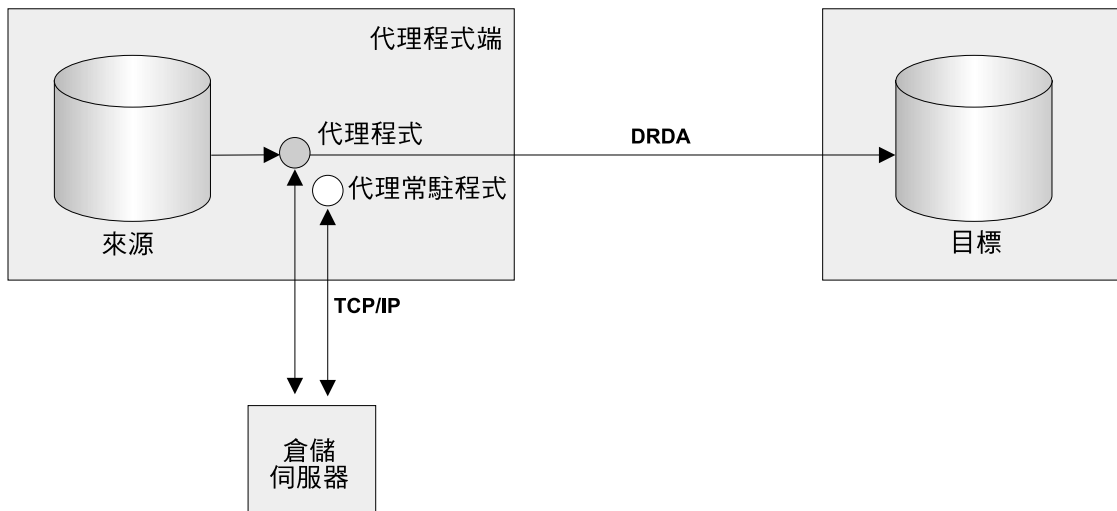 代理程式端
代理程式
DRDA
代理常駐程式
來源
目標
TCP/IP
倉儲
伺服器